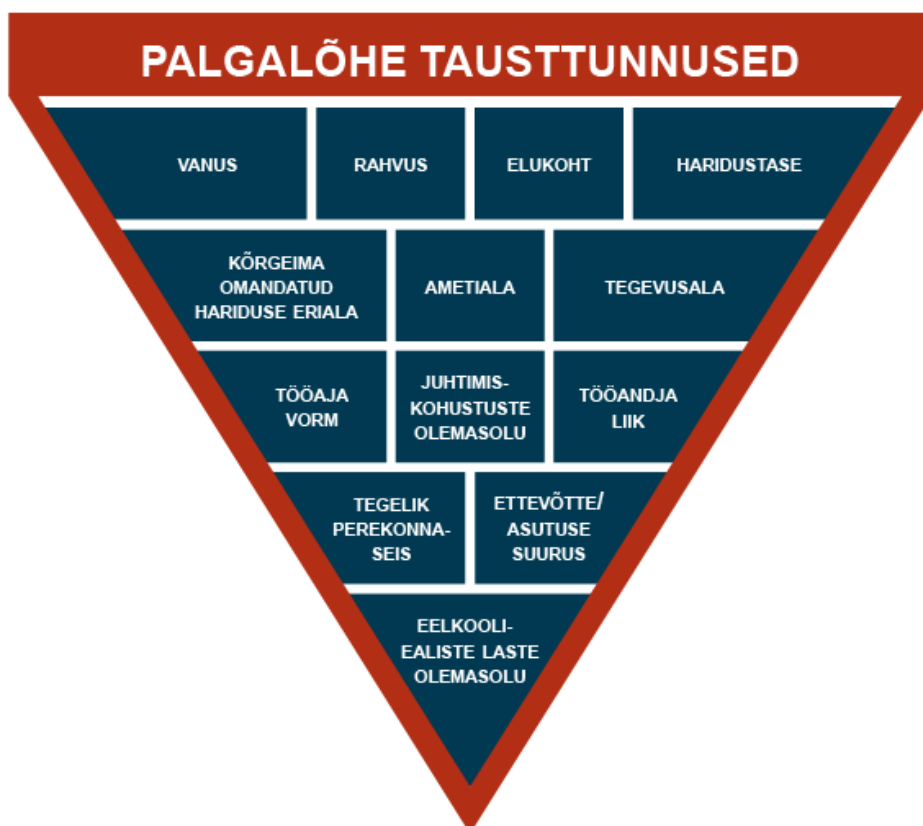 PALGALÕHE TAUSTTUNNUSED
VANUS
RAHVUS
ELUKOHT
HARIDUSTASE
KÕRGEIMA
OMANDATUD
HARIDUSE ERIALA
AMETIALA
TEGEVUSALA
TÖÖAJA
VORM
JUHTIMIS-
KOHUSTUSTE
OLEMASOLU
TÖÖANDJA
LIIK
TEGELIK
PEREKONNA-
SEIS
ETTEVÕTTE/
ASUTUSE
SUURUS
EELKOOLI-
EALISTE LASTE
OLEMASOLU